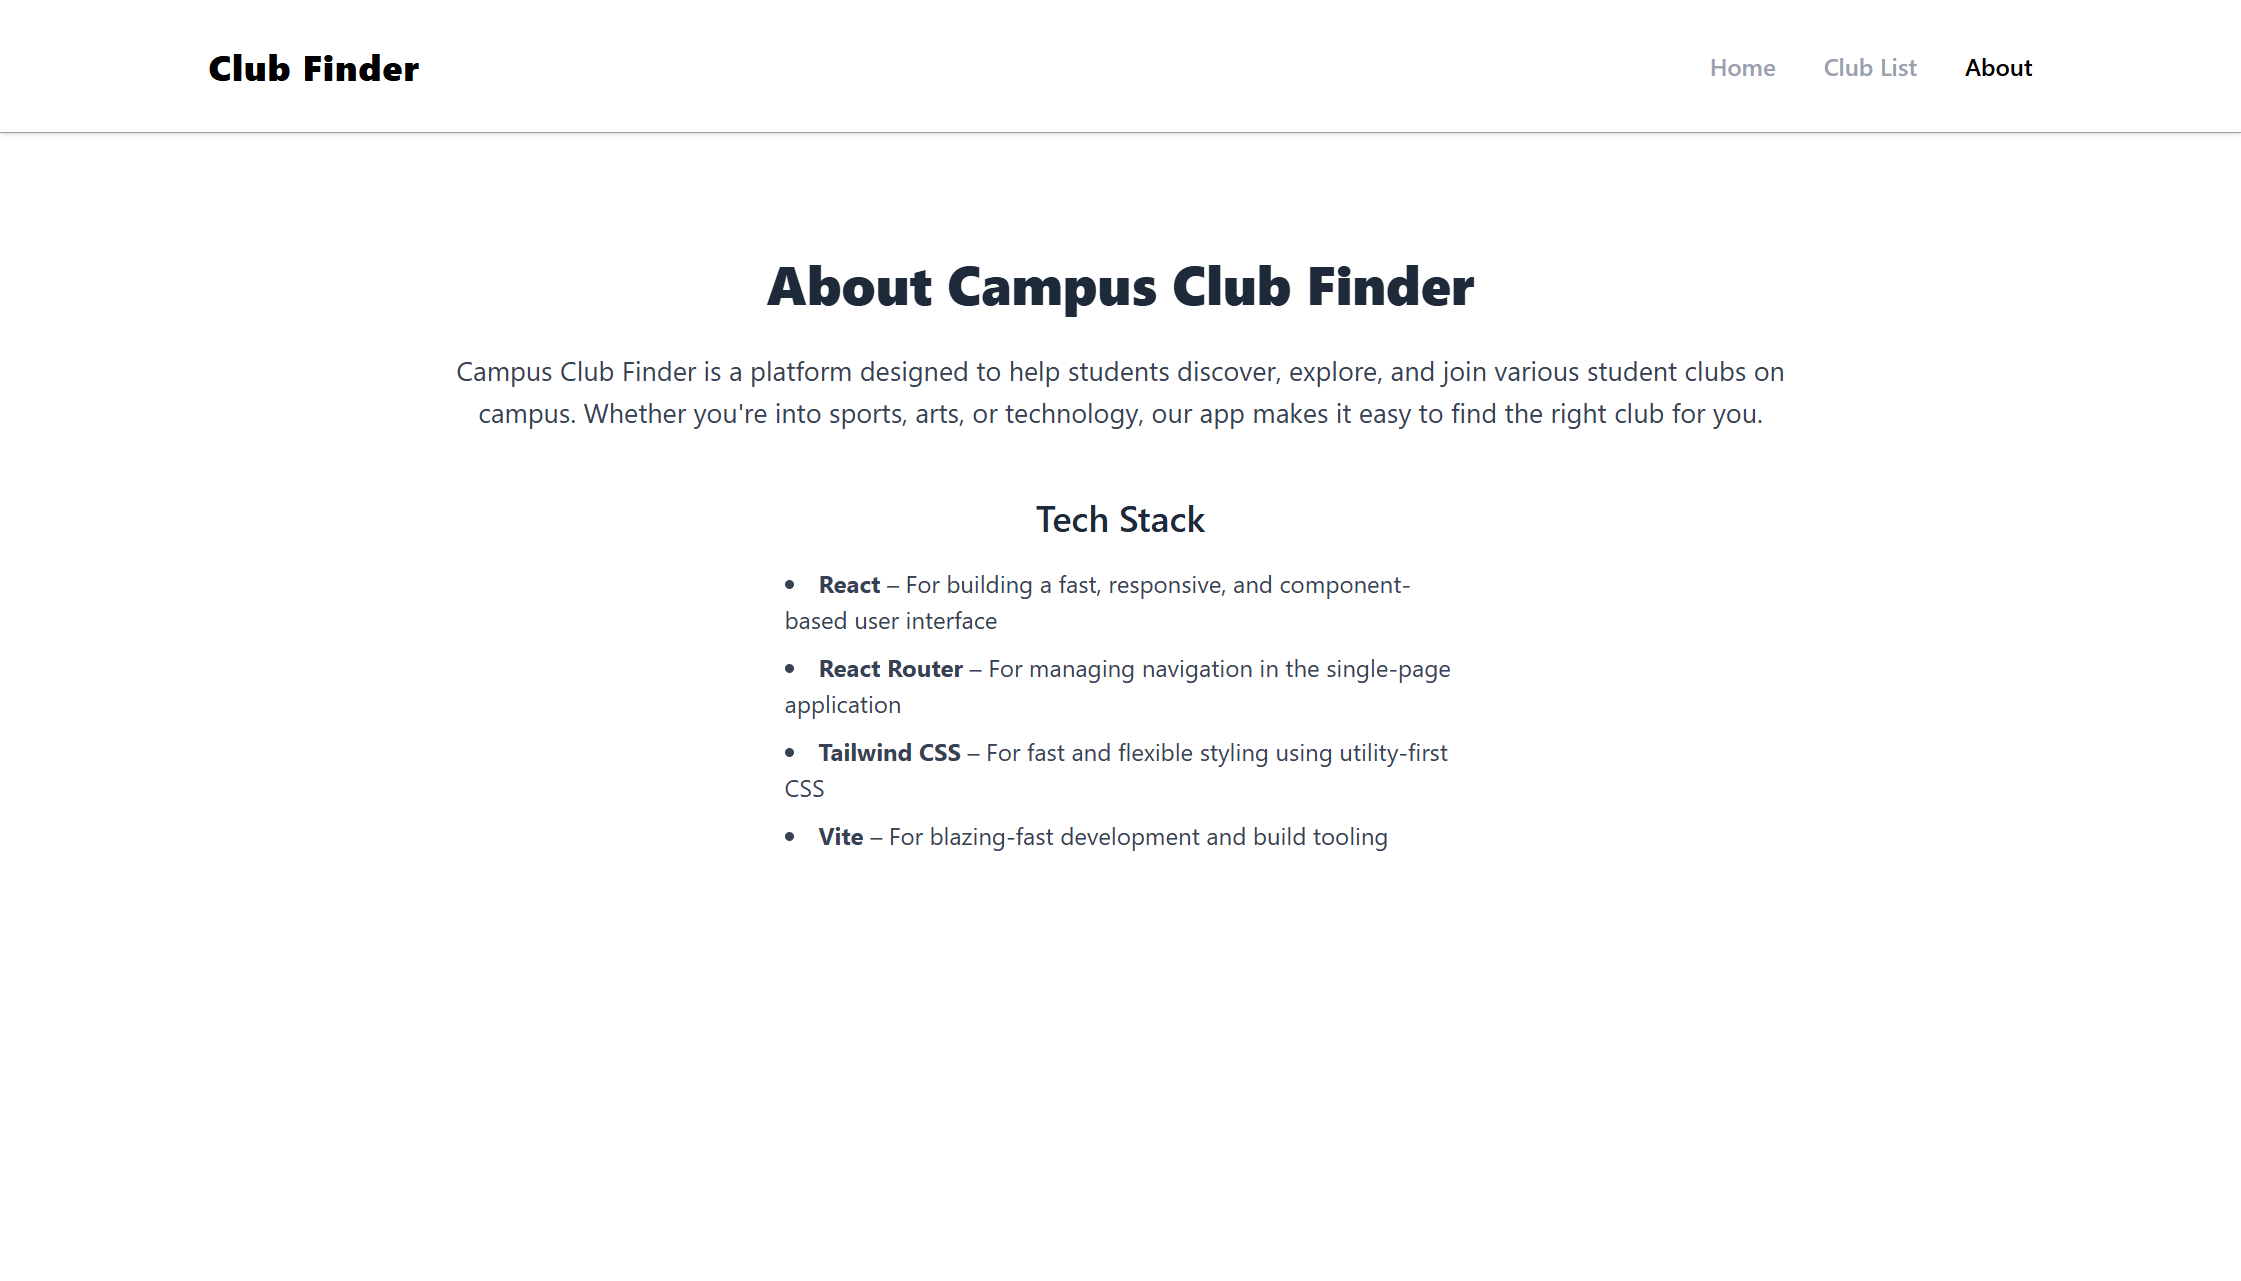 Club Finder
Home
Club List
About
About Campus Club Finder
Campus Club Finder is a platform designed to help students discover, explore, and join various student clubs on
campus. Whether you're into sports, arts, or technology, our app makes it easy to find the right club for you.
Tech Stack
• React – For building a fast, responsive, and component-
based user interface
• React Router – For managing navigation in the single-page
application
• Tailwind CSS – For fast and flexible styling using utility-first
CSS
• Vite – For blazing-fast development and build tooling